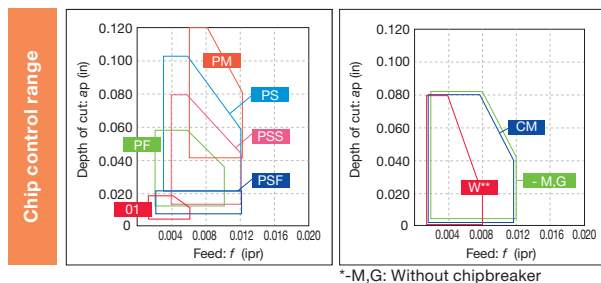 Chip control range
Depth of cut: ap (in)
0.120
0.100
0.080
0.060
0.040
0.020
0
PM
PS
PSS
PF
PSF
01
0.004 0.008 0.012 0.016 0.020
Feed: f (ipr)
Depth of cut: ap (in)
0.120
0.100
0.080
0.060
0.040
0.020
0
CM
W**
- M,G
0.004 0.008 0.012 0.016 0.020
Feed: f (ipr)
*-M,G: Without chipbreaker